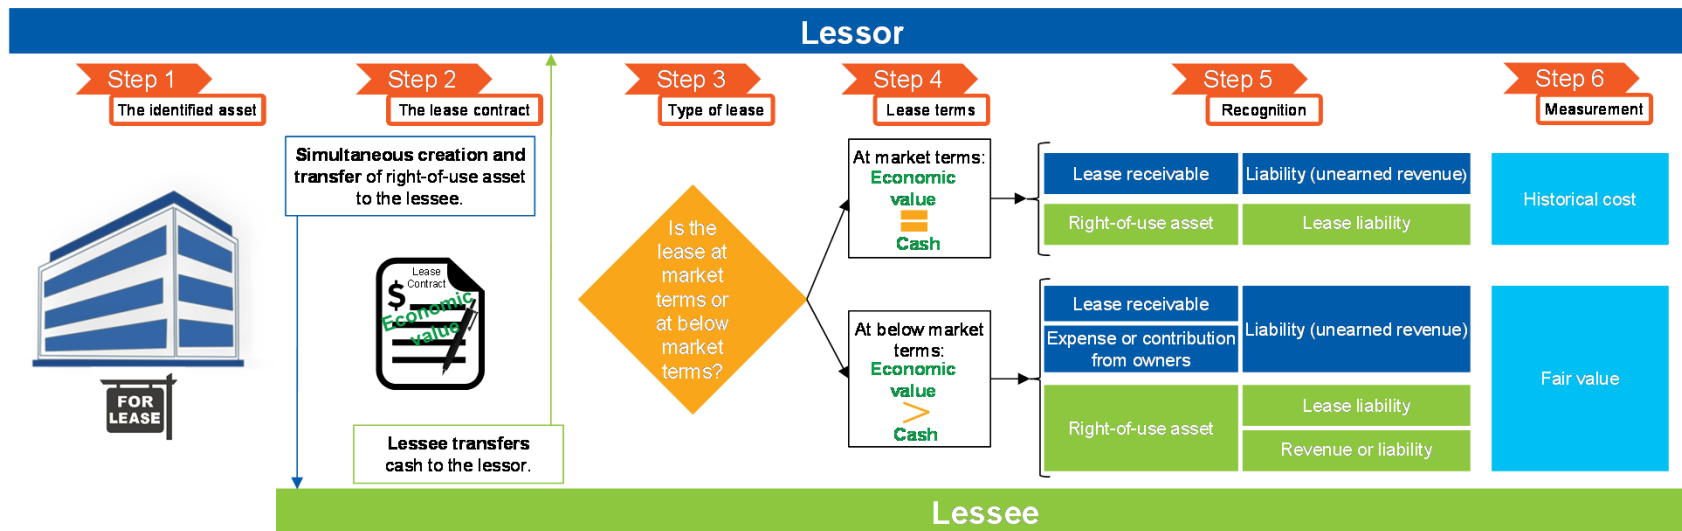 Lessor
Step 1
The identified asset
Step 2
The lease contract
Step 3
Type of lease
Step 4
Lease terms
Step 5
Recognition
Step 6
Measurement
Simultaneous creation and
transfer of right-of-use asset
to the lessee.
Lease
Contract
$
Economic
value
FOR
LEASE
Lessee transfers
cash to the lessor.
Is the
lease at
market
terms or
at below
market
terms?
At market terms:
Economic
value
=
Cash
At below market
terms:
Economic
value
>
Cash
Lease receivable
Liability (unearned revenue)
Right-of-use asset
Lease liability
Historical cost
Lease receivable
Expense or contribution
from owners
Liability (unearned revenue)
Right-of-use asset
Lease liability
Revenue or liability
Fair value
Lessee